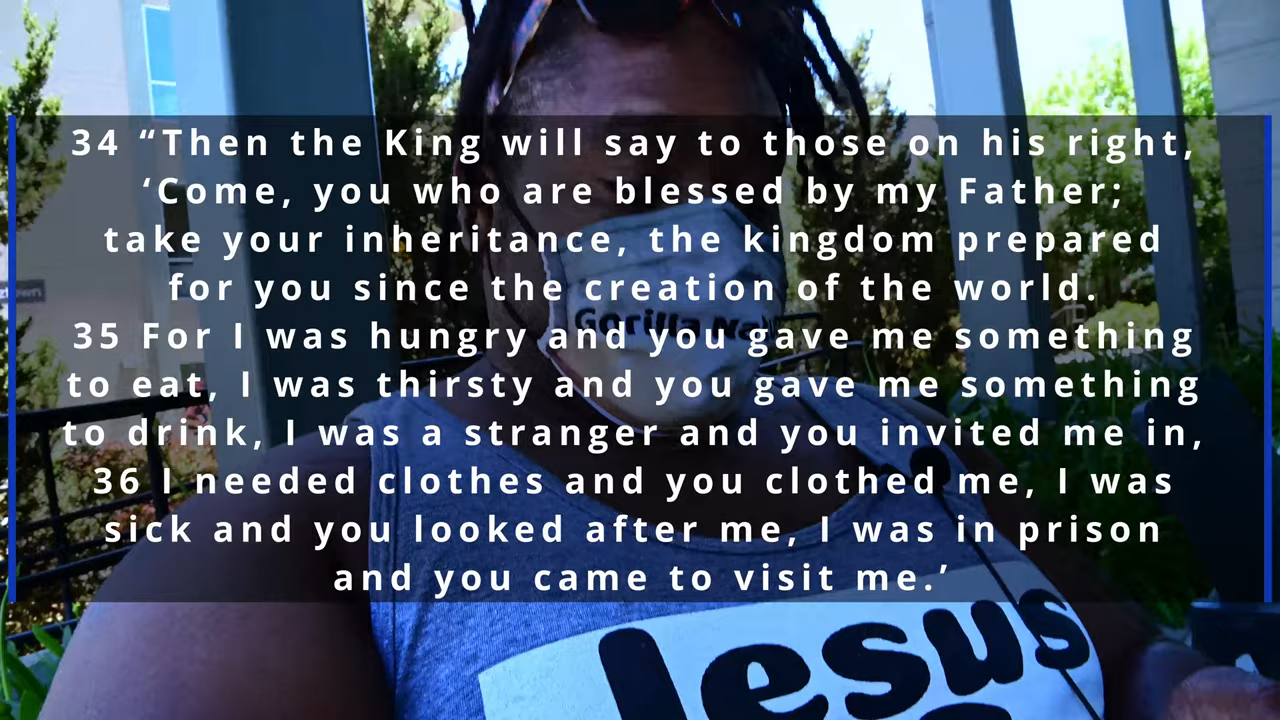 34 “Then the King will say to those on his right,
‘Come, you who are blessed by my Father;
take your inheritance, the kingdom prepared
for you since the creation of the world.
35 For I was hungry and you gave me something
to eat, I was thirsty and you gave me something
to drink, I was a stranger and you invited me in,
36 I needed clothes and you clothed me, I was
sick and you looked after me, I was in prison
and you came to visit me.’
Gorilla
Jesus